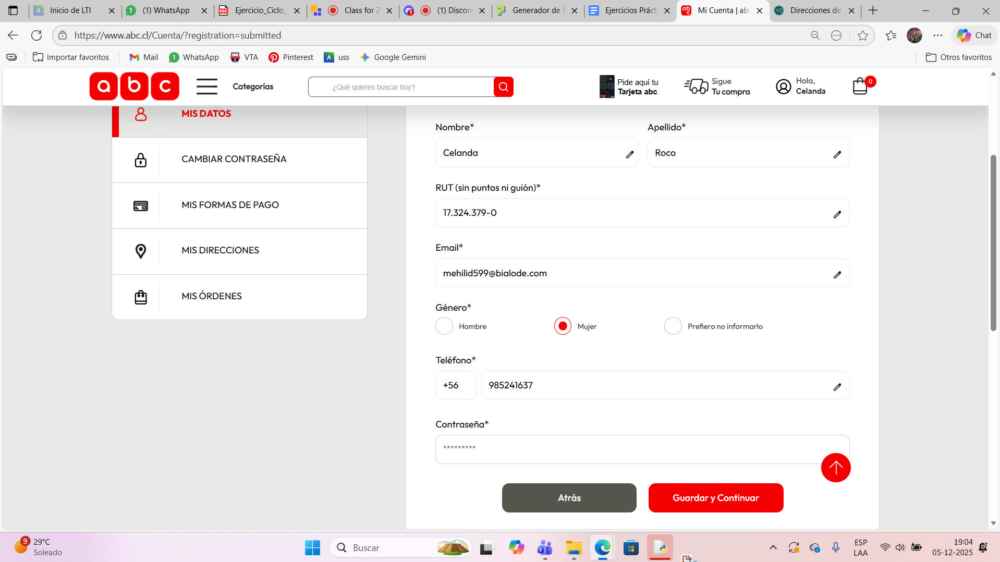 Inicio de LTI
(1) WhatsApp
Ejercicio_Ciclo_
Class for Z
(1) Discord
Generador de R
Ejercicios Prácti
Mi Cuenta | abc
Direcciones de
https://www.abc.cl/Cuenta/?registration=submitted
Chat
Importar favoritos
Mail
1
WhatsApp
VTA
Pinterest
uss
Google Gemini
Otros favoritos
abc
Categorías
¿Qué quieres buscar hoy?
Pide aquí tu
Tarjeta abc
Sigue
Tu compra
Hola,
Celanda
0
MIS DATOS
CAMBIAR CONTRASEÑA
MIS FORMAS DE PAGO
MIS DIRECCIONES
MIS ÓRDENES
Nombre*
Apellido*
Celanda
Roco
RUT (sin puntos ni guión)*
17.324.379-0
Email*
mehilid599@bialode.com
Género*
Hombre
Mujer
Prefiero no informarlo
Teléfono*
+56
985241637
Contraseña*
*********
Atrás
Guardar y Continuar
9
29°C
Soleado
Buscar
ESP
LAA
19:04
05-12-2025